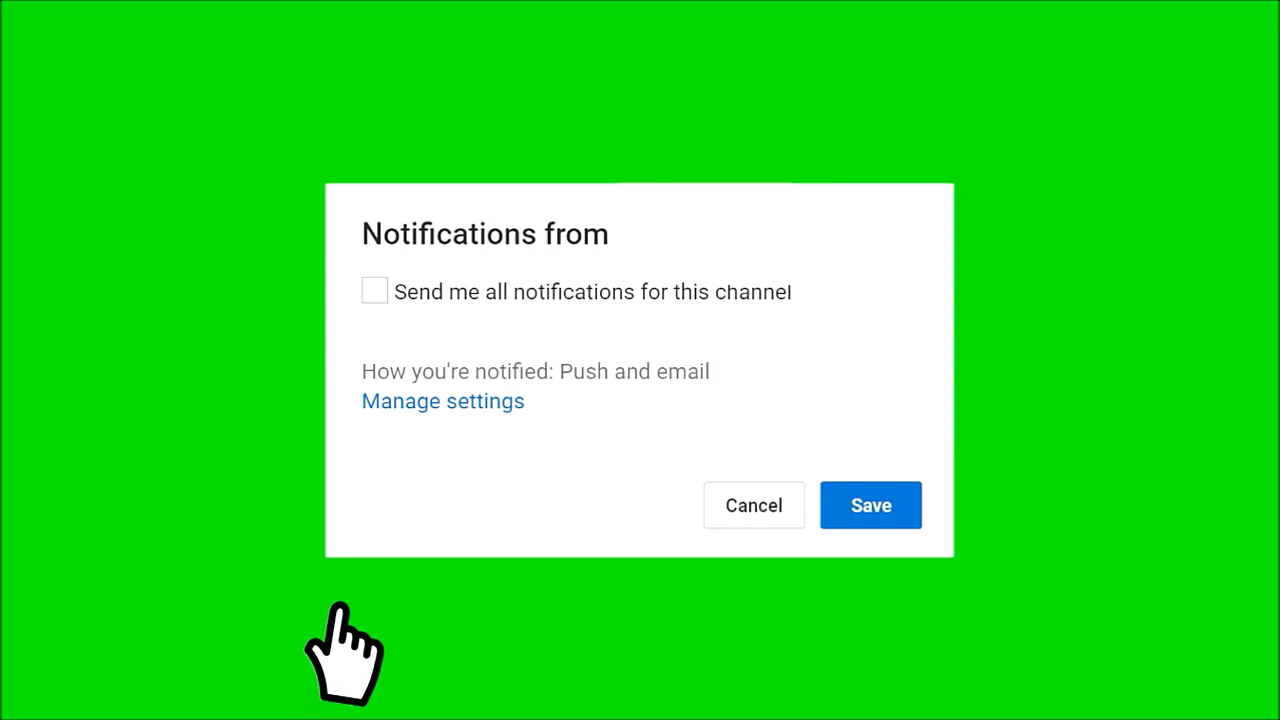 Notifications from
Send me all notifications for this channel
How you're notified: Push and email
Manage settings
Cancel
Save